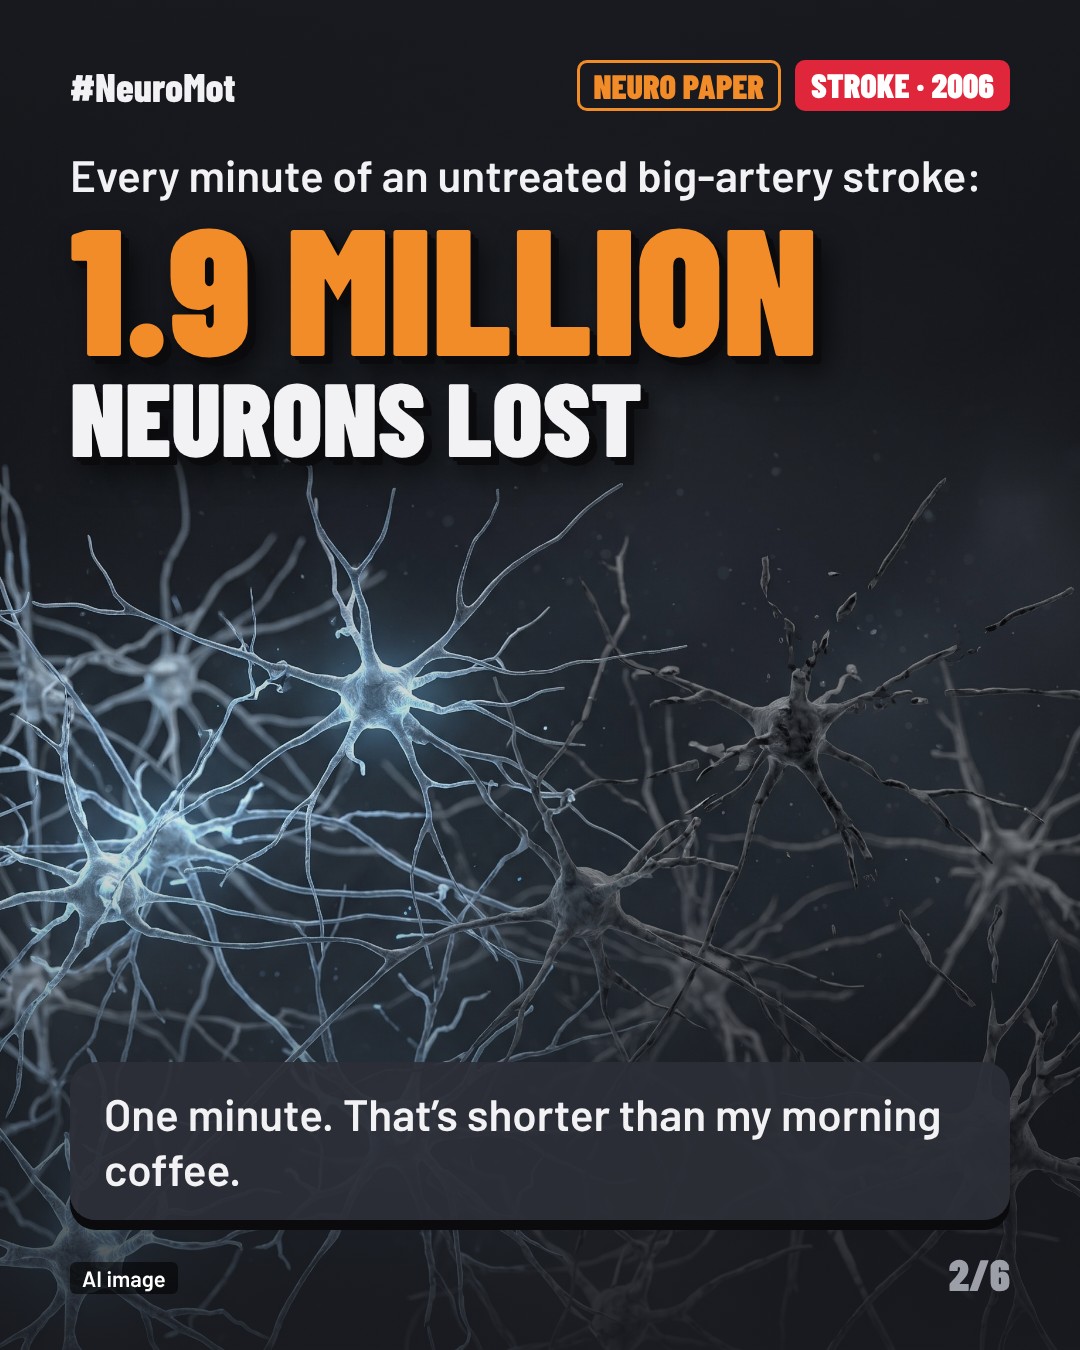 #NeuroMot
NEURO PAPER
STROKE · 2006
Every minute of an untreated big-artery stroke:
1.9 MILLION
NEURONS LOST
One minute. That’s shorter than my morning
coffee.
AI image
2/6